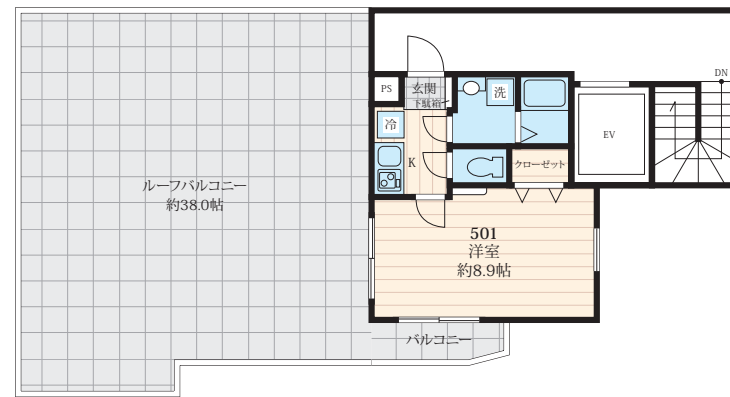 DN
PS
玄関
下駄箱
洗
冷
EV
K
クローゼット
ルーフバルコニー
約38.0帖
501
洋室
約8.9帖
バルコニー